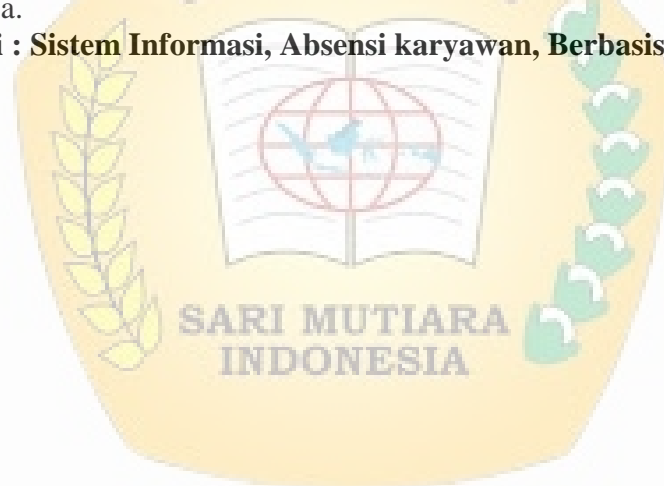 a.
i : Sistem Informasi, Absensi karyawan, Berbasis
SARI MUTIARA
INDONESIA